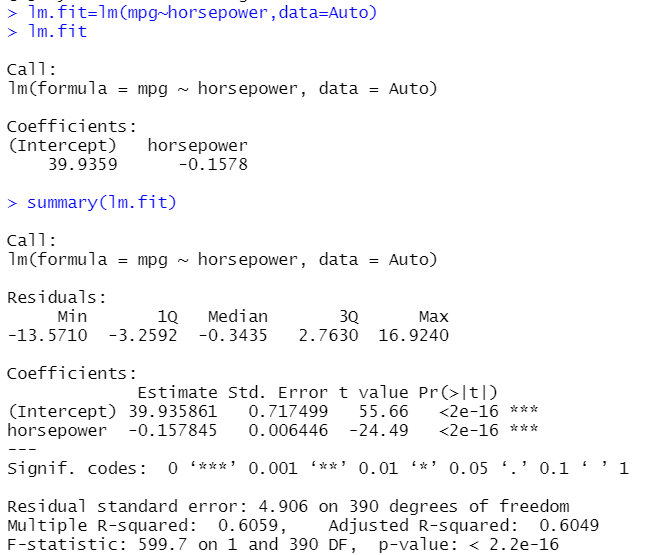 > lm.fit=lm(mpg~horsepower,data=Auto)
> lm.fit
Call:
lm(formula = mpg ~ horsepower, data = Auto)
Coefficients:
(Intercept)   horsepower
    39.9359      -0.1578
> summary(lm.fit)
Call:
lm(formula = mpg ~ horsepower, data = Auto)
Residuals:
     Min       1Q   Median       3Q      Max
-13.5710  -3.2592  -0.3435   2.7630  16.9240
Coefficients:
             Estimate Std. Error t value Pr(>|t|)
(Intercept) 39.935861   0.717499   55.66   <2e-16 ***
horsepower  -0.157845   0.006446  -24.49   <2e-16 ***
---
Signif. codes:  0 ‘***’ 0.001 ‘**’ 0.01 ‘*’ 0.05 ‘.’ 0.1 ‘ ’ 1
Residual standard error: 4.906 on 390 degrees of freedom
Multiple R-squared:  0.6059,    Adjusted R-squared:  0.6049
F-statistic: 599.7 on 1 and 390 DF,  p-value: < 2.2e-16